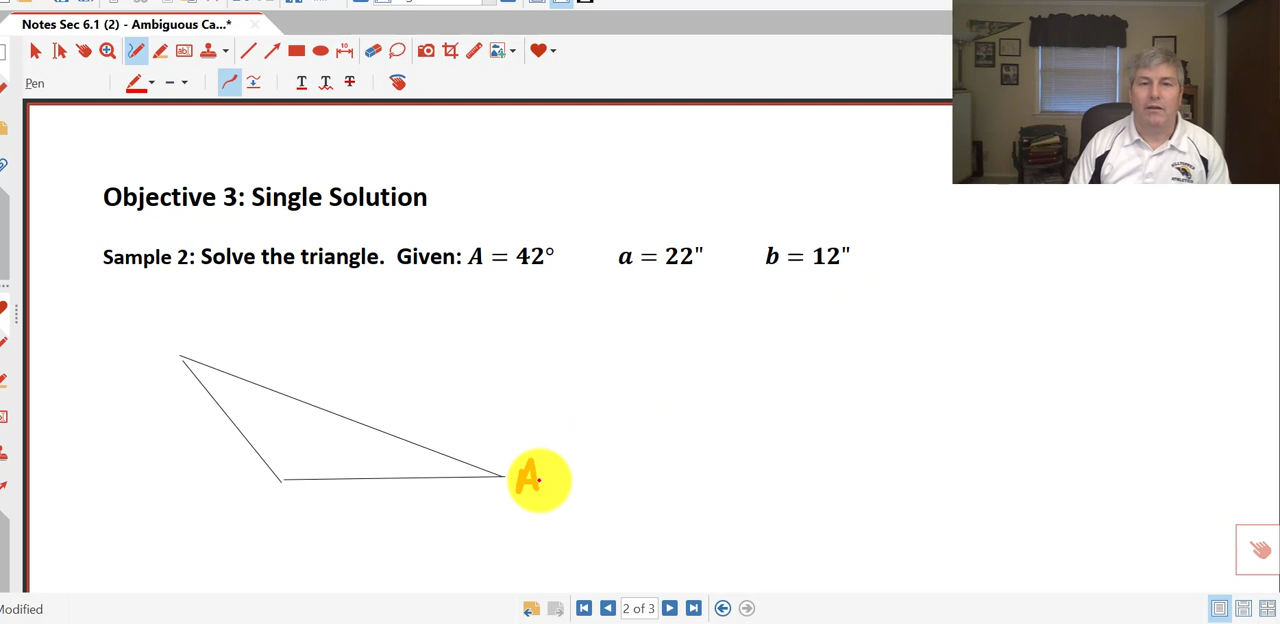 Notes Sec 6.1 (2) - Ambiguous Ca...*
Pen
Objective 3: Single Solution
Sample 2: Solve the triangle. Given: A = 42° a = 22" b = 12"
A
2 of 3
Modified